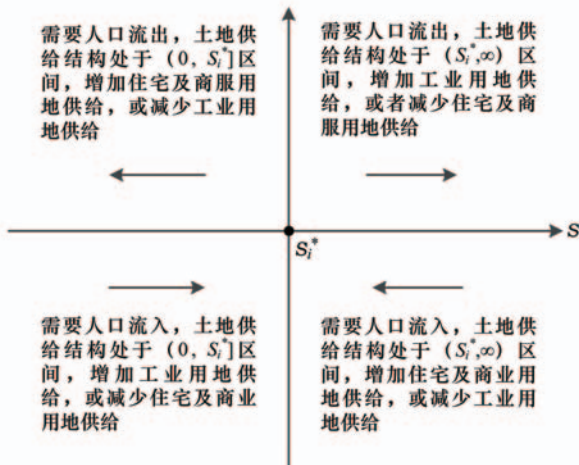 需要人口流出，土地供
给结构处于（0，Si*］区
间，增加住宅及商服用
地供给，或减少工业用
地供给
需要人口流出，土地供
给结构处于（Si*,∞）区
间，增加工业用地供
给，或者减少住宅及商
服用地供给
S
Si*
需要人口流入，土地供
给结构处于（0，Si*］区
间，增加工业用地供
给，或减少住宅及商业
用地供给
需要人口流入，土地供
给结构处于（Si*,∞）区
间，增加住宅及商业用
地供给，或减少工业用
地供给